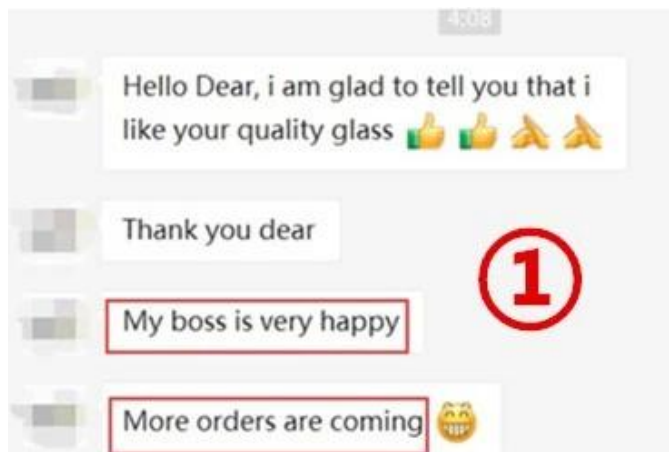 4:08
Hello Dear, i am glad to tell you that i
like your quality glass 👍 👍 🙏 🙏
Thank you dear
①
My boss is very happy
More orders are coming 😁